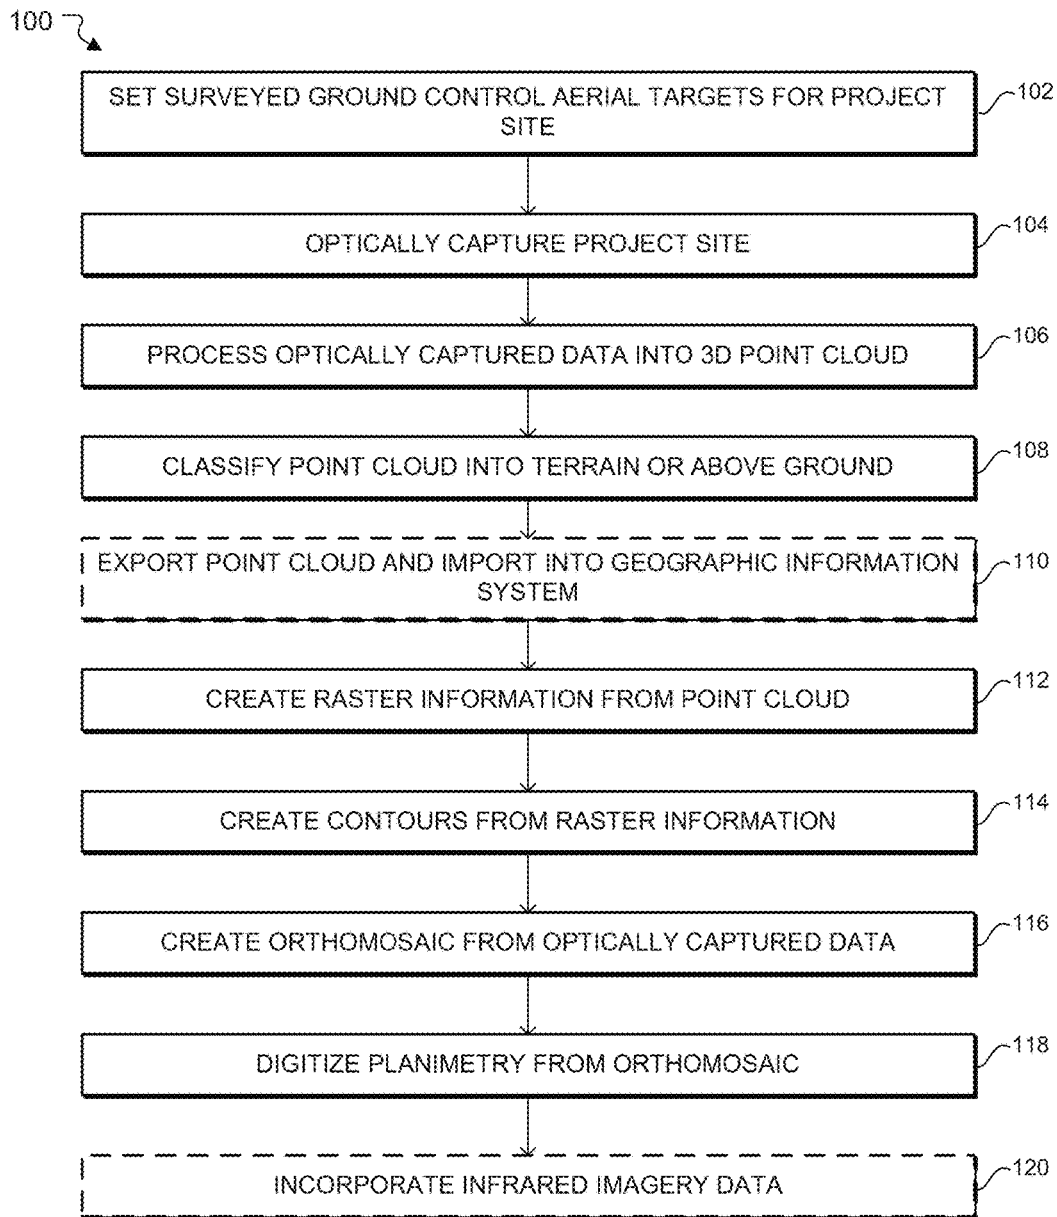 100
SET SURVEYED GROUND CONTROL AERIAL TARGETS FOR PROJECT
SITE
102
OPTICALLY CAPTURE PROJECT SITE
104
PROCESS OPTICALLY CAPTURED DATA INTO 3D POINT CLOUD
106
CLASSIFY POINT CLOUD INTO TERRAIN OR ABOVE GROUND
108
EXPORT POINT CLOUD AND IMPORT INTO GEOGRAPHIC INFORMATION
SYSTEM
110
CREATE RASTER INFORMATION FROM POINT CLOUD
112
CREATE CONTOURS FROM RASTER INFORMATION
114
CREATE ORTHOMOSAIC FROM OPTICALLY CAPTURED DATA
116
DIGITIZE PLANIMETRY FROM ORTHOMOSAIC
118
INCORPORATE INFRARED IMAGERY DATA
120